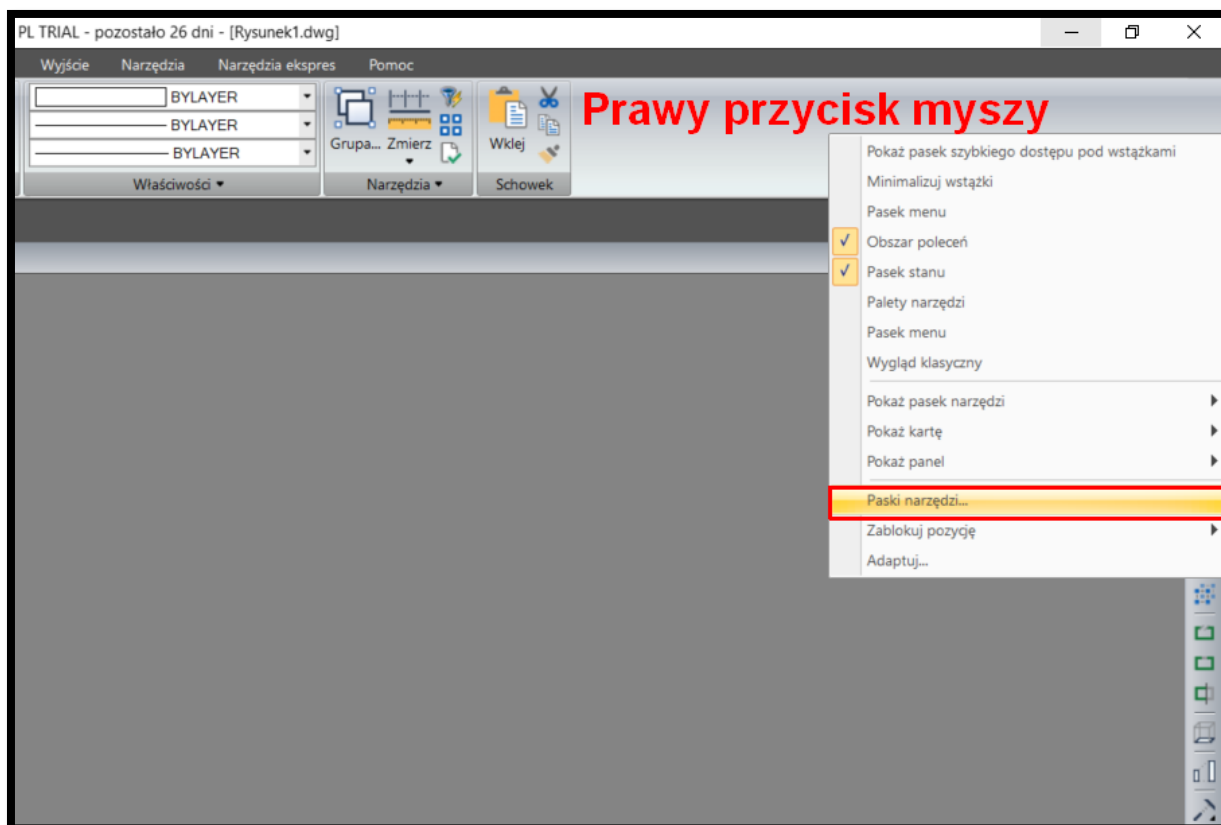 PL TRIAL - pozostało 26 dni - [Rysunek1.dwg]
Wyjście Narzędzia Narzędzia ekspres Pomoc
BYLAYER
BYLAYER
BYLAYER
Grupa... Zmierz
Wklej
Właściwości Narzędzia Schowek
Prawy przycisk myszy
Pokaż pasek szybkiego dostępu pod wstążkami
Minimalizuj wstążki
Pasek menu
Obszar poleceń
Pasek stanu
Palety narzędzi
Pasek menu
Wygląd klasyczny
Pokaż pasek narzędzi
Pokaż kartę
Pokaż panel
Paski narzędzi...
Zablokuj pozycję
Adaptuj...